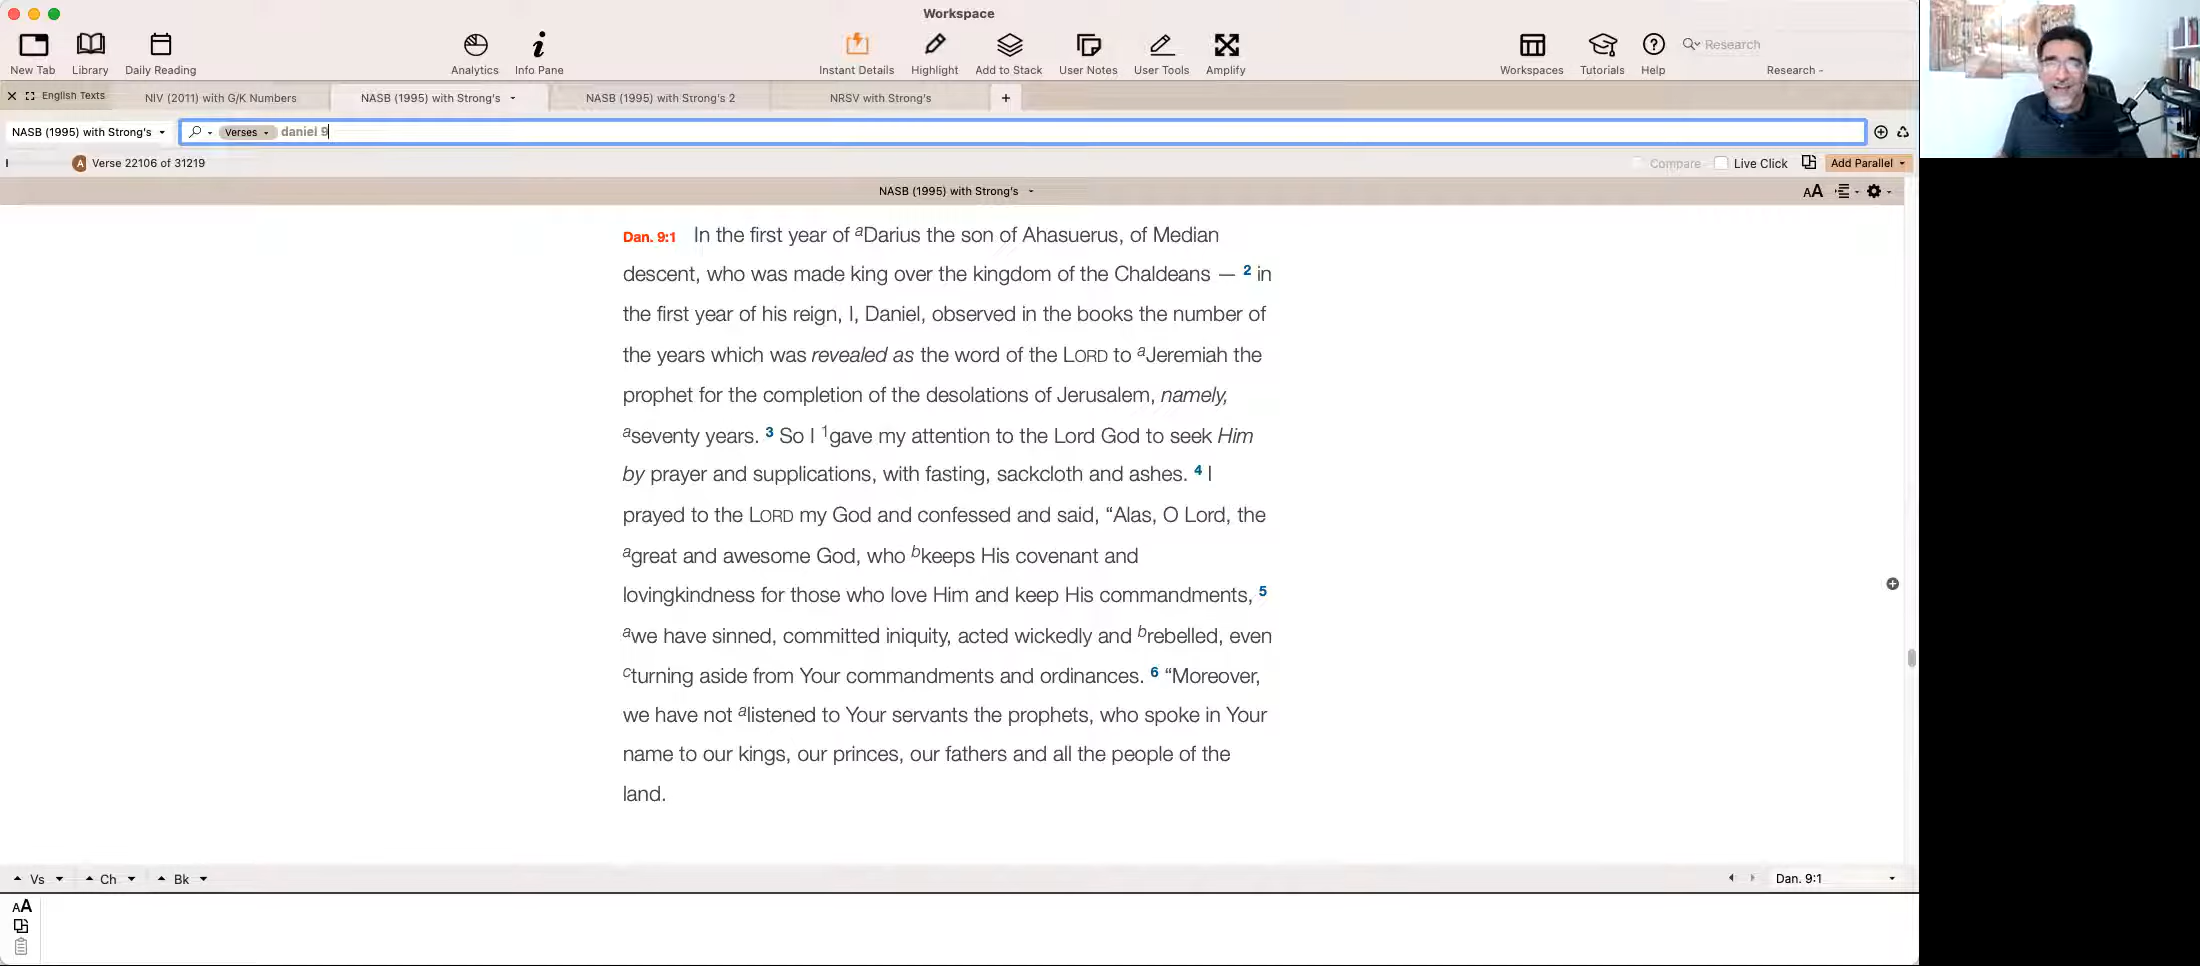 Workspace
New Tab Library Daily Reading Analytics Info Pane Instant Details Highlight Add to Stack User Notes User Tools Amplify Workspaces Tutorials Help Research
Research
English Texts NIV (2011) with G/K Numbers NASB (1995) with Strong's NASB (1995) with Strong's 2 NRSV with Strong's +
NASB (1995) with Strong's Verses daniel 9
A Verse 22106 of 31219 Compare Live Click Add Parallel
NASB (1995) with Strong's AA
Dan. 9:1 In the first year of aDarius the son of Ahasuerus, of Median
descent, who was made king over the kingdom of the Chaldeans — 2 in
the first year of his reign, I, Daniel, observed in the books the number of
the years which was revealed as the word of the LORD to aJeremiah the
prophet for the completion of the desolations of Jerusalem, namely,
aseventy years. 3 So I 1gave my attention to the Lord God to seek Him
by prayer and supplications, with fasting, sackcloth and ashes. 4 I
prayed to the LORD my God and confessed and said, “Alas, O Lord, the
agreat and awesome God, who bkeeps His covenant and
lovingkindness for those who love Him and keep His commandments, 5
awe have sinned, committed iniquity, acted wickedly and brebelled, even
cturning aside from Your commandments and ordinances. 6 “Moreover,
we have not alistened to Your servants the prophets, who spoke in Your
name to our kings, our princes, our fathers and all the people of the
land.
Vs Ch Bk Dan. 9:1
AA